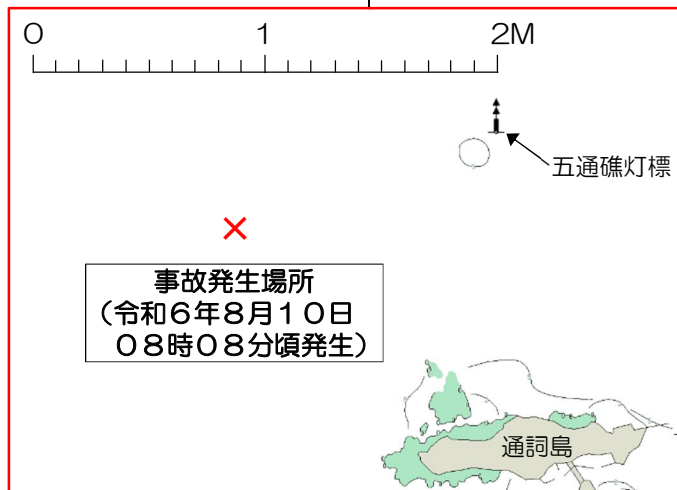 0 1 2M
五通礁灯標
事故発生場所
（令和６年８月１０日
０８時０８分頃発生）
通詞島